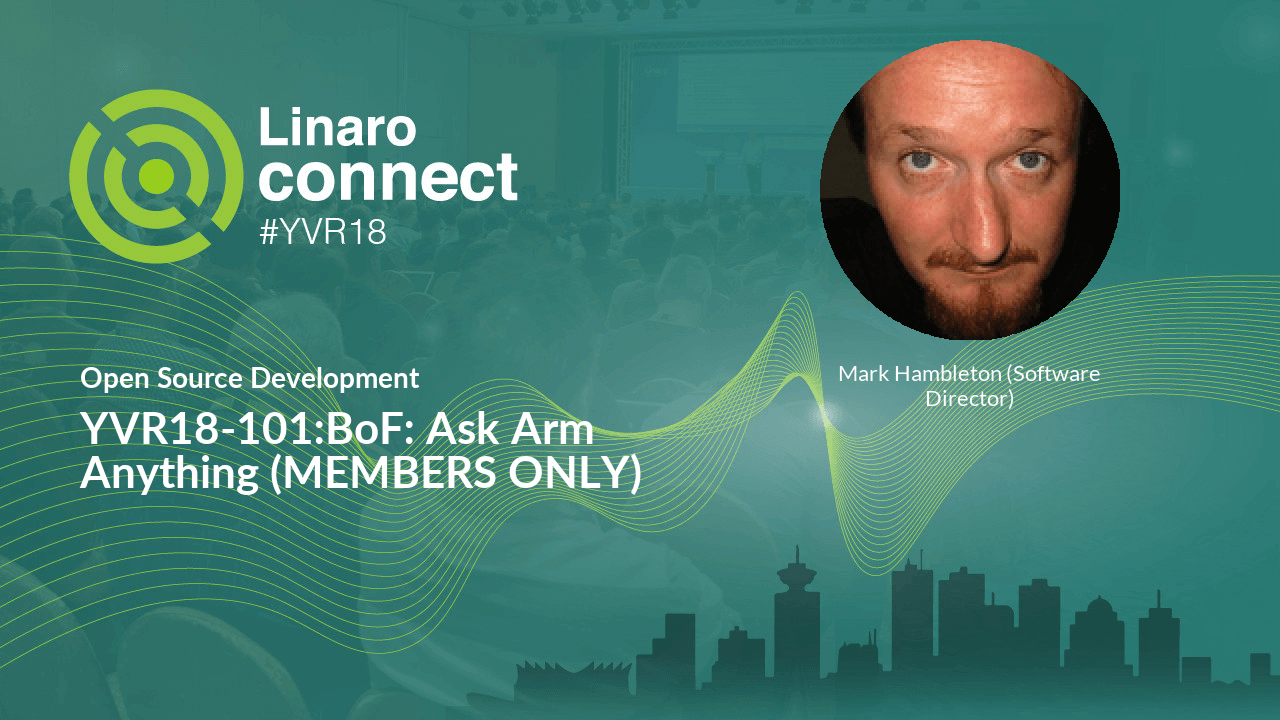 Linaro
connect
#YVR18
Open Source Development
YVR18-101:BoF: Ask Arm
Anything (MEMBERS ONLY)
Mark Hambleton (Software
Director)